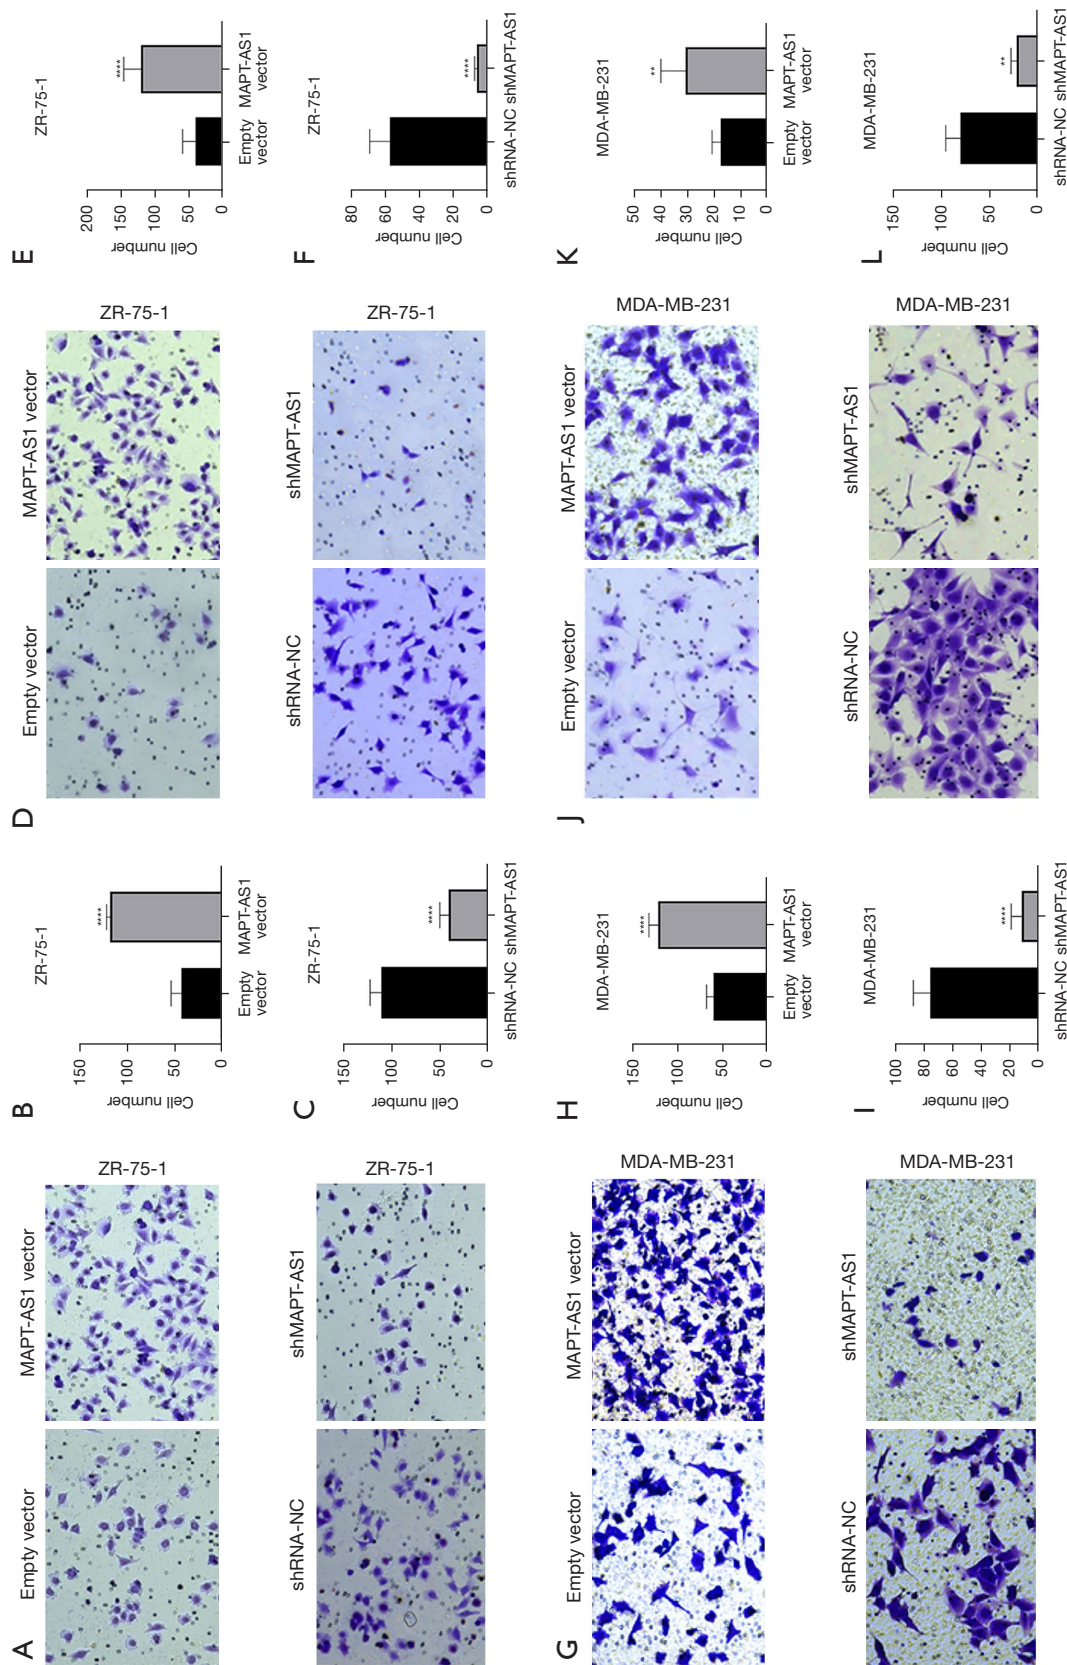 A
Empty vector
MAPT-AS1 vector
ZR-75-1
shRNA-NC
shMAPT-AS1
ZR-75-1
B
ZR-75-1
Cell number
150
100
50
0
****
Empty
vector
MAPT-AS1
vector
C
ZR-75-1
Cell number
150
100
50
0
****
shRNA-NC shMAPT-AS1
D
Empty vector
MAPT-AS1 vector
ZR-75-1
shRNA-NC
shMAPT-AS1
ZR-75-1
E
ZR-75-1
Cell number
200
150
100
50
0
****
Empty
vector
MAPT-AS1
vector
F
ZR-75-1
Cell number
80
60
40
20
0
****
shRNA-NC shMAPT-AS1
G
Empty vector
MAPT-AS1 vector
MDA-MB-231
shRNA-NC
shMAPT-AS1
MDA-MB-231
H
MDA-MB-231
Cell number
150
100
50
0
****
Empty
vector
MAPT-AS1
vector
I
MDA-MB-231
Cell number
100
80
60
40
20
0
****
shRNA-NC shMAPT-AS1
J
Empty vector
MAPT-AS1 vector
MDA-MB-231
shRNA-NC
shMAPT-AS1
MDA-MB-231
K
MDA-MB-231
Cell number
50
40
30
20
10
0
**
Empty
vector
MAPT-AS1
vector
L
MDA-MB-231
Cell number
150
100
50
0
**
shRNA-NC shMAPT-AS1